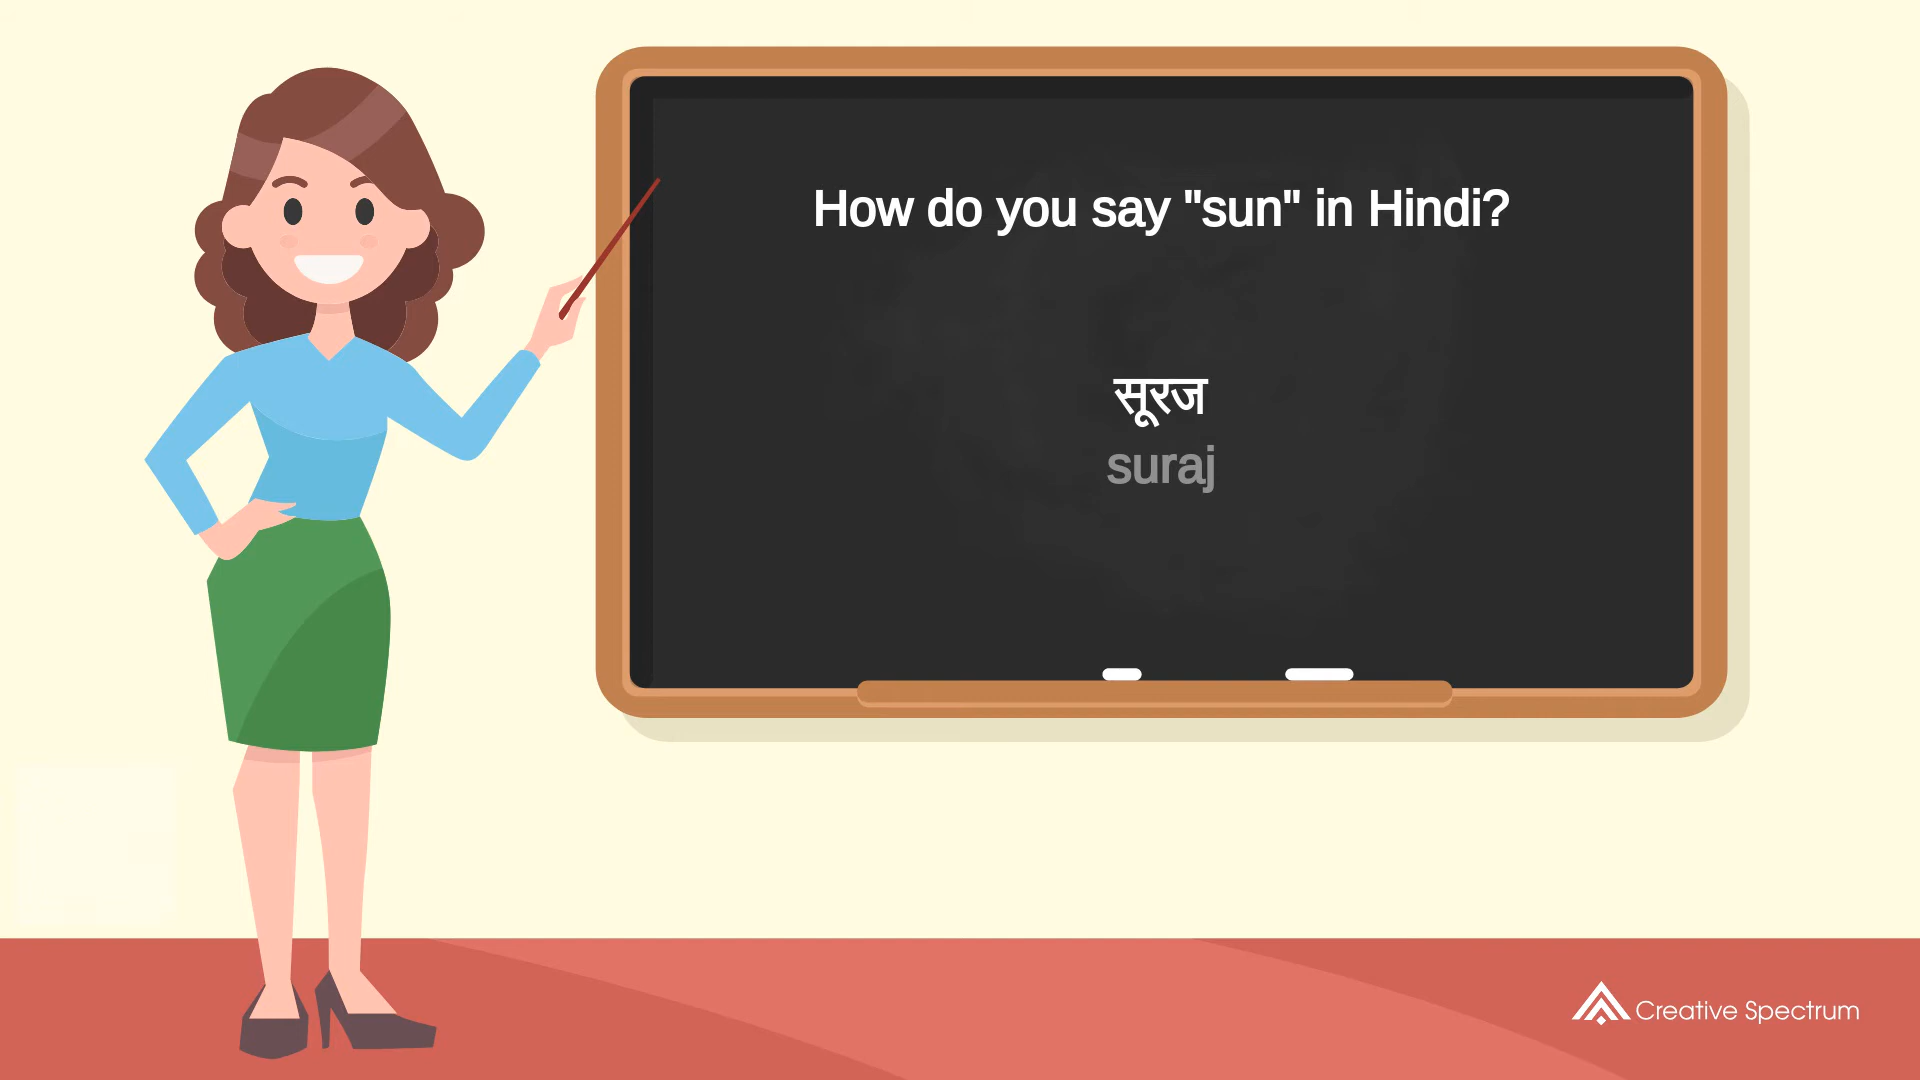 How do you say "sun" in Hindi?
सूरज
suraj
Creative Spectrum